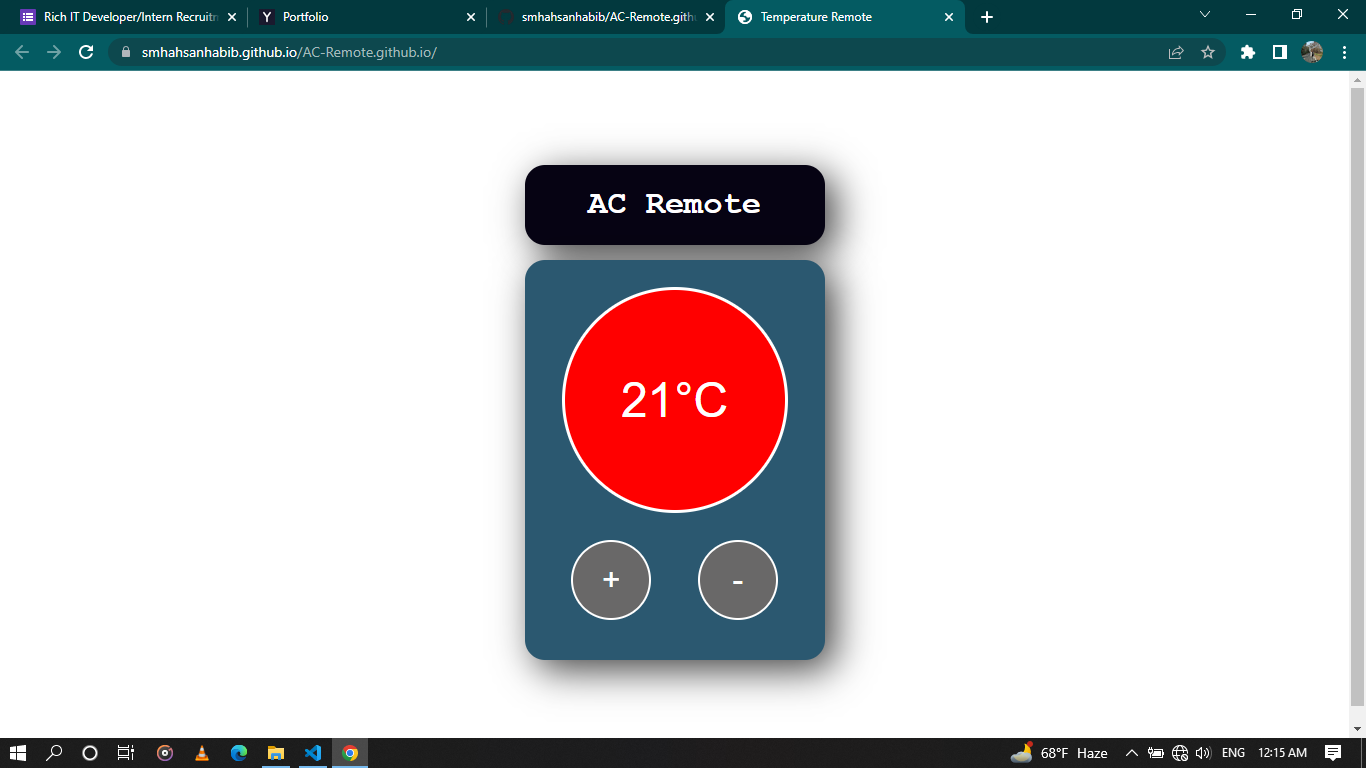 Rich IT Developer/Intern Recruitm
Portfolio
smhahsanhabib/AC-Remote.gith
Temperature Remote
smhahsanhabib.github.io/AC-Remote.github.io/
AC Remote
21°C
+
-
68°F Haze
ENG
12:15 AM